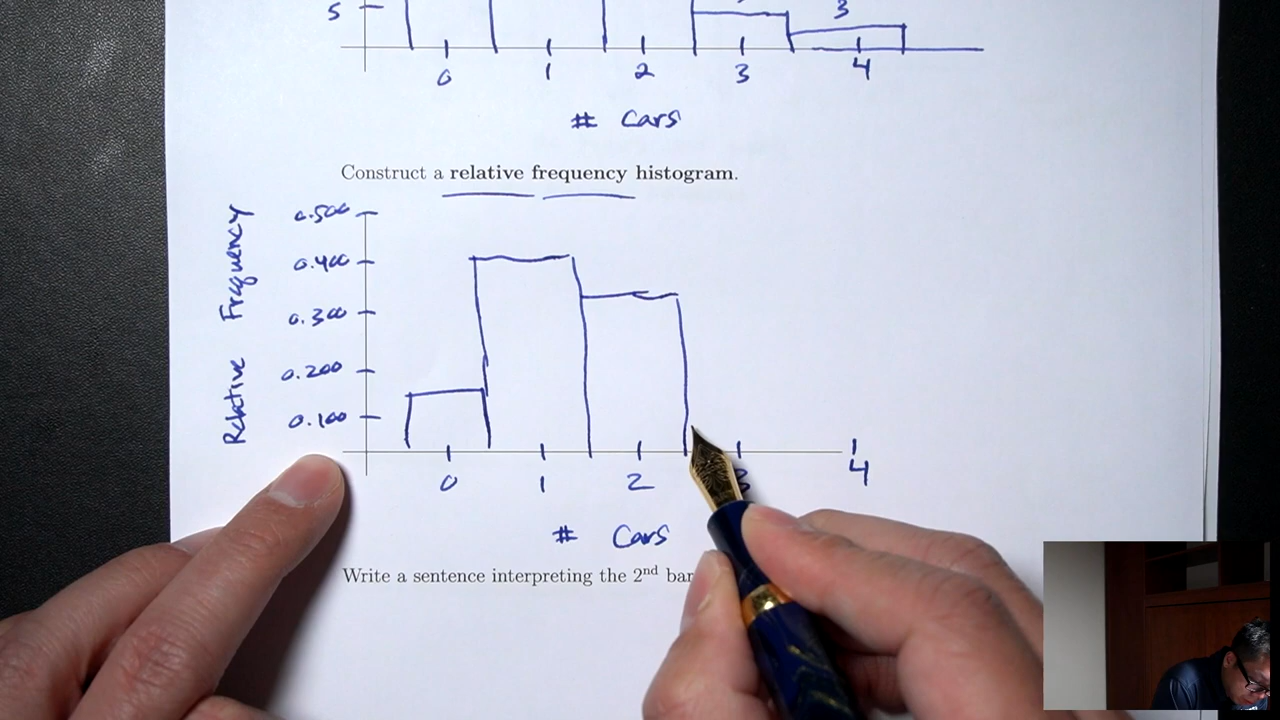 5
3
0 1 2 3 4
# Cars
Construct a relative frequency histogram.
Relative Frequency
0.500
0.400
0.300
0.200
0.100
0 1 2 3 4
# Cars
Write a sentence interpreting the 2nd bar